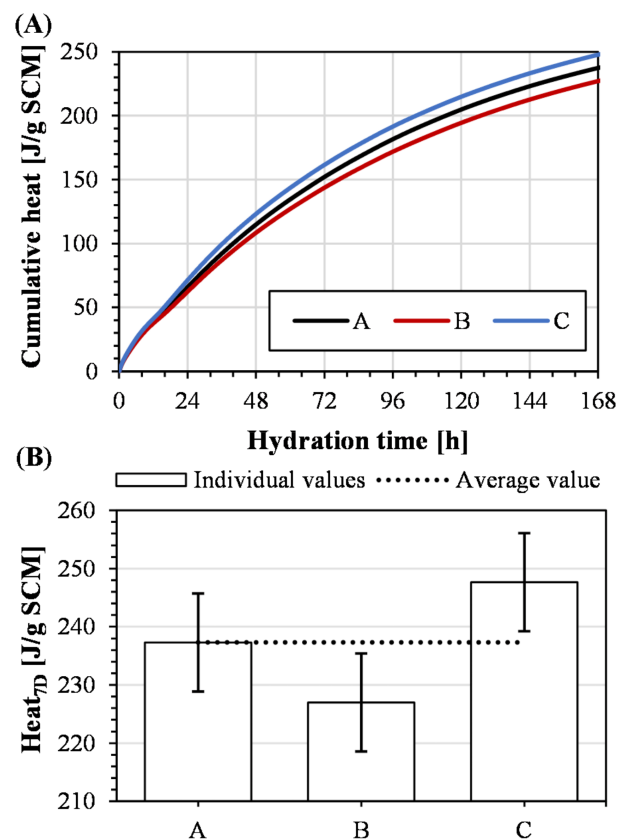 (A)
Cumulative heat [J/g SCM]
250
200
150
100
50
0
A B C
0 24 48 72 96 120 144 168
Hydration time [h]
(B)
Individual values Average value
Heat7D [J/g SCM]
260
250
240
230
220
210
A B C